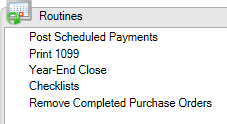 Routines
Post Scheduled Payments
Print 1099
Year-End Close
Checklists
Remove Completed Purchase Orders